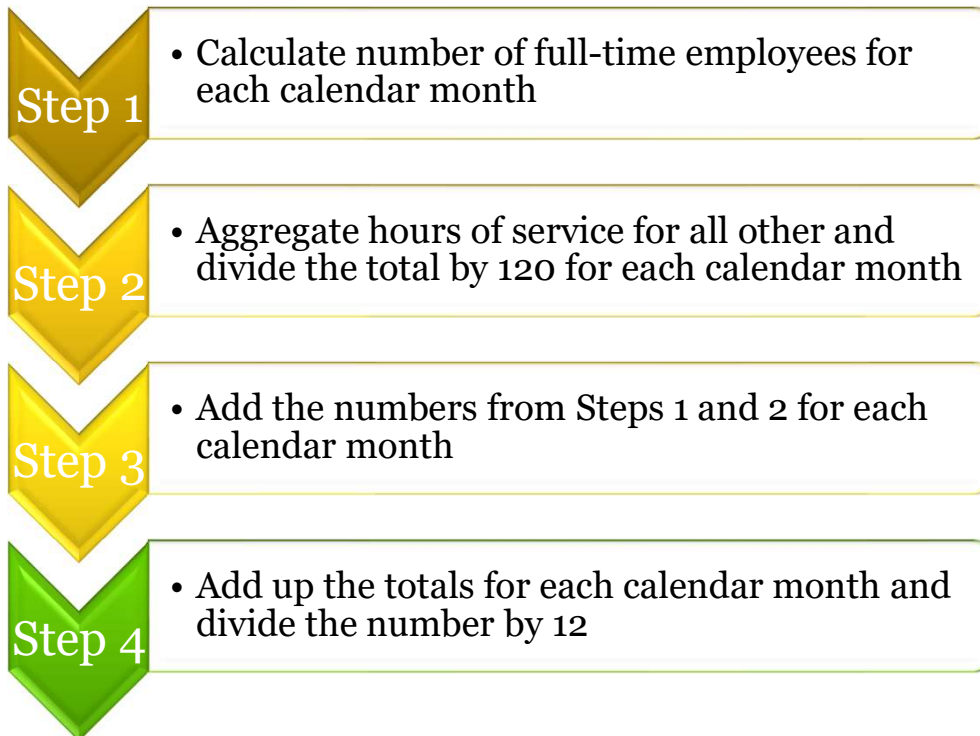 Step 1
• Calculate number of full-time employees for
each calendar month
Step 2
• Aggregate hours of service for all other and
divide the total by 120 for each calendar month
Step 3
• Add the numbers from Steps 1 and 2 for each
calendar month
Step 4
• Add up the totals for each calendar month and
divide the number by 12